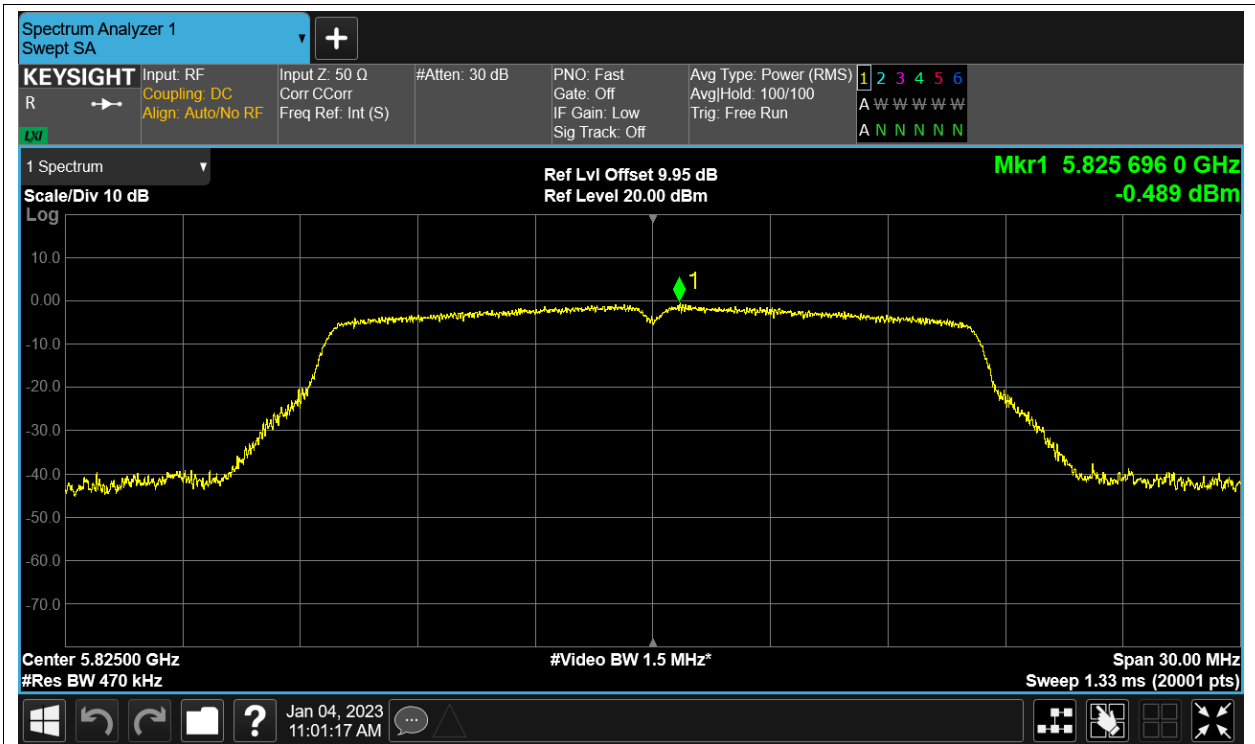 Spectrum Analyzer 1
Swept SA
KEYSIGHT
R
LXI
Input: RF
Coupling: DC
Align: Auto/No RF
Input Z: 50 Ω
Corr CCorr
Freq Ref: Int (S)
#Atten: 30 dB
PNO: Fast
Gate: Off
IF Gain: Low
Sig Track: Off
Avg Type: Power (RMS)
Avg|Hold: 100/100
Trig: Free Run
1 2 3 4 5 6
A W W W W W
A N N N N N
1 Spectrum
Scale/Div 10 dB
Log
Ref Lvl Offset 9.95 dB
Ref Level 20.00 dBm
Mkr1 5.825 696 0 GHz
-0.489 dBm
1
10.0
0.00
-10.0
-20.0
-30.0
-40.0
-50.0
-60.0
-70.0
Center 5.82500 GHz
#Res BW 470 kHz
#Video BW 1.5 MHz*
Span 30.00 MHz
Sweep 1.33 ms (20001 pts)
?
Jan 04, 2023
11:01:17 AM